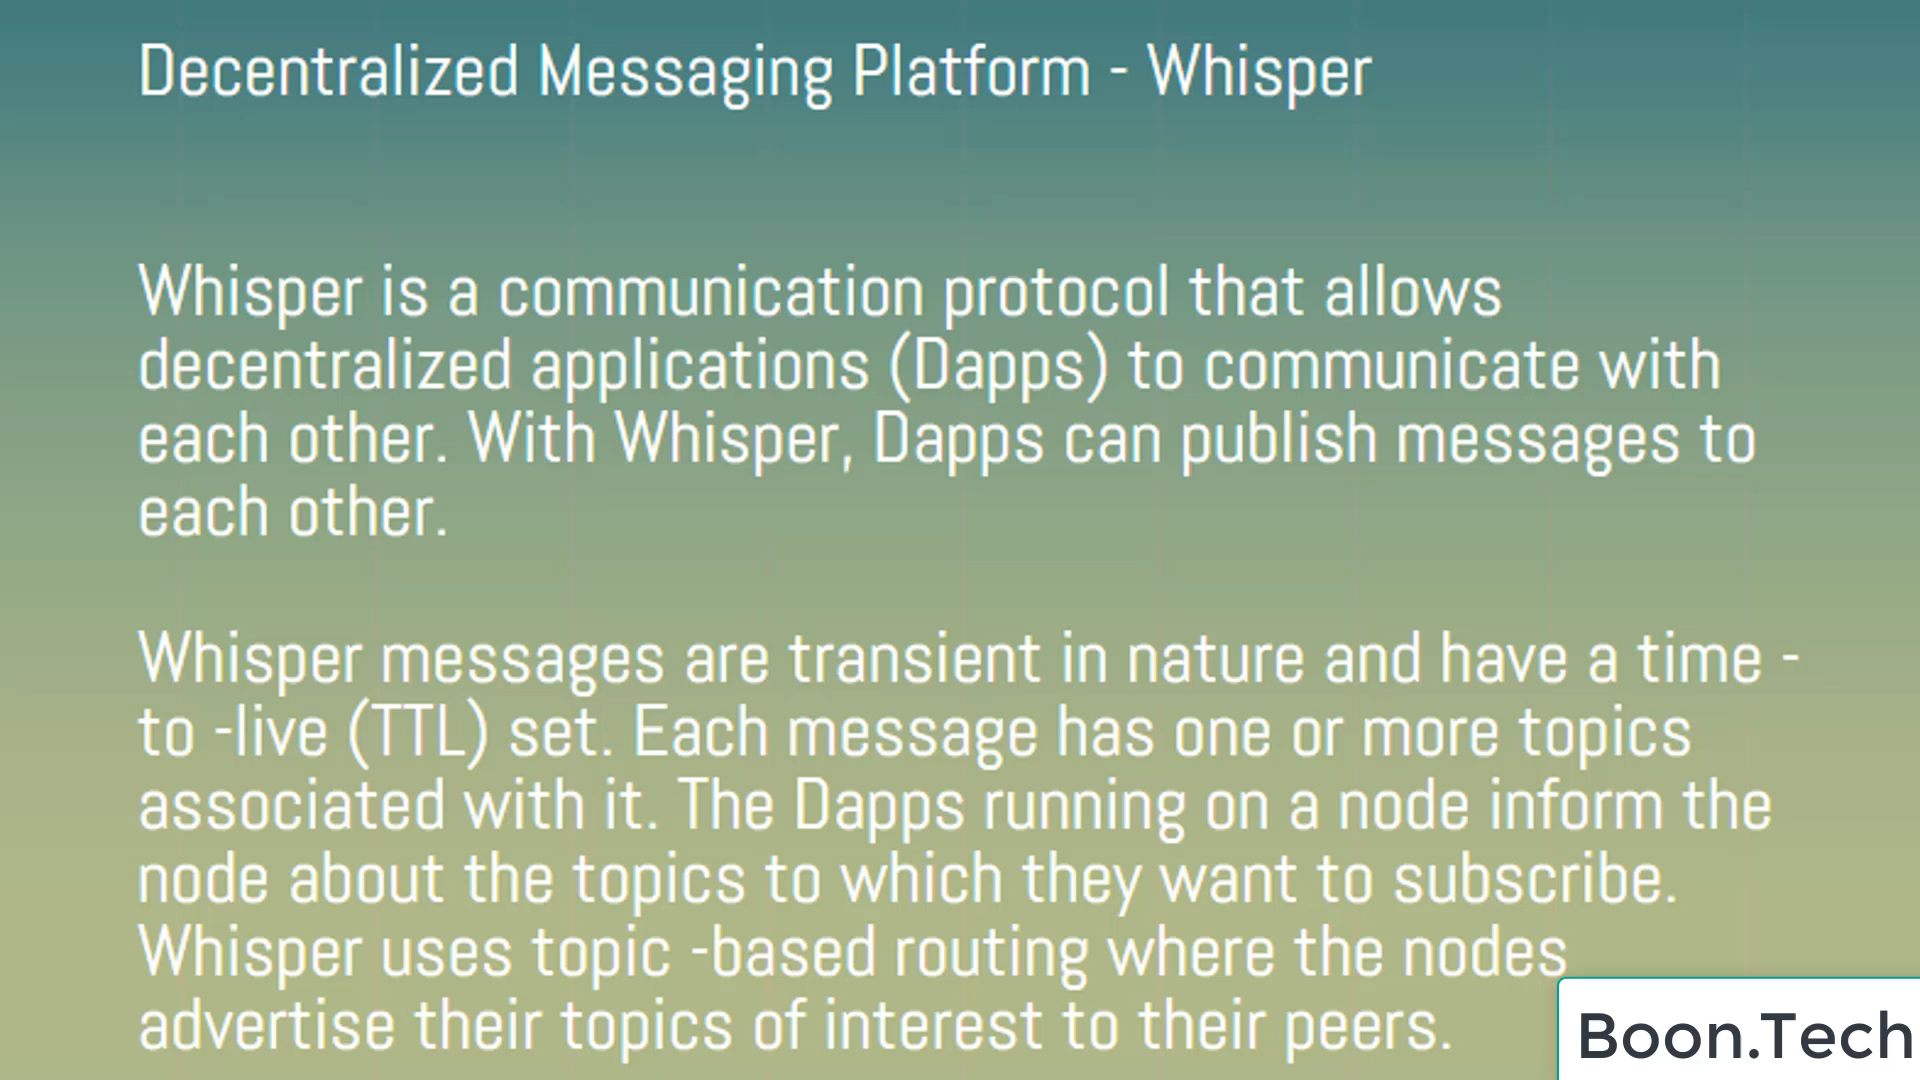 Decentralized Messaging Platform - Whisper
Whisper is a communication protocol that allows
decentralized applications (Dapps) to communicate with
each other. With Whisper, Dapps can publish messages to
each other.
Whisper messages are transient in nature and have a time -
to -live (TTL) set. Each message has one or more topics
associated with it. The Dapps running on a node inform the
node about the topics to which they want to subscribe.
Whisper uses topic -based routing where the nodes
advertise their topics of interest to their peers.
Boon.Tech